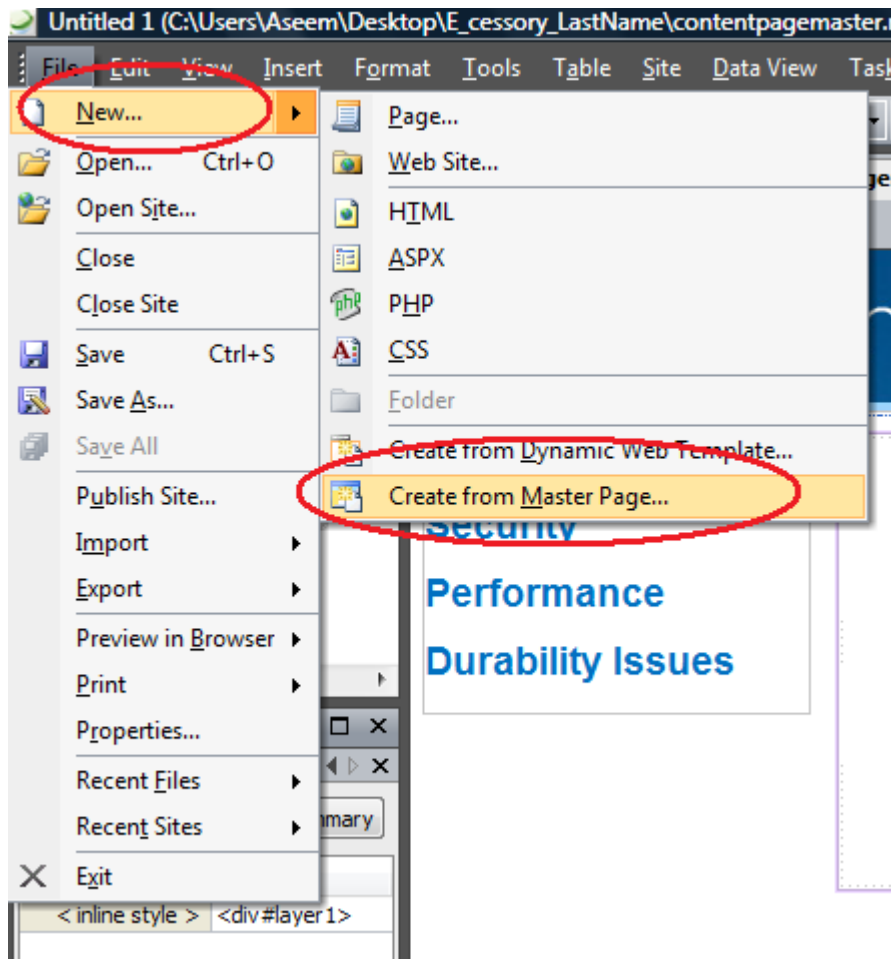 Untitled 1 (C:\Users\Aseem\Desktop\E_cessory_LastName\contentpagemaster.
File Edit View Insert Format Tools Table Site Data View Task
New...
Open... Ctrl+O
Open Site...
Close
Close Site
Save Ctrl+S
Save As...
Save All
Publish Site...
Import
Export
Preview in Browser
Print
Properties...
Recent Files
Recent Sites
Exit
Page...
Web Site...
HTML
ASPX
PHP
CSS
Folder
Create from Dynamic Web Template...
Create from Master Page...
Security
Performance
Durability Issues
mmary
< inline style > <div#layer1>